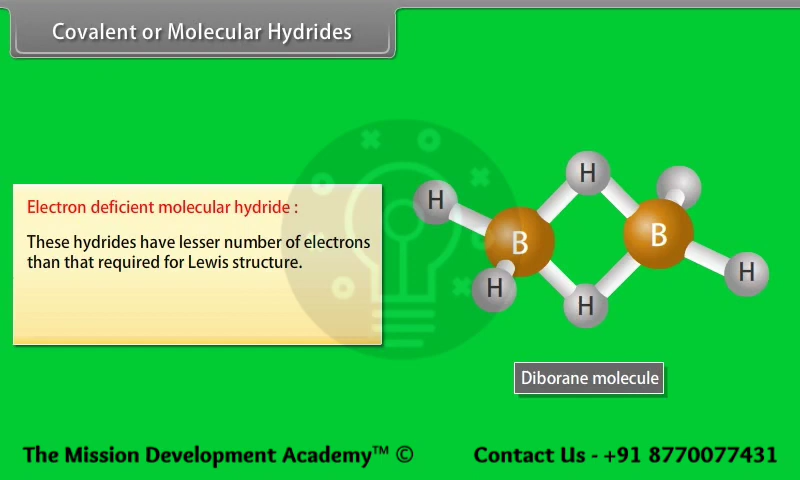 Covalent or Molecular Hydrides
Electron deficient molecular hydride :
These hydrides have lesser number of electrons
than that required for Lewis structure.
H
H
B
B
H
H
H
Diborane molecule
The Mission Development Academy™ ©
Contact Us - +91 8770077431